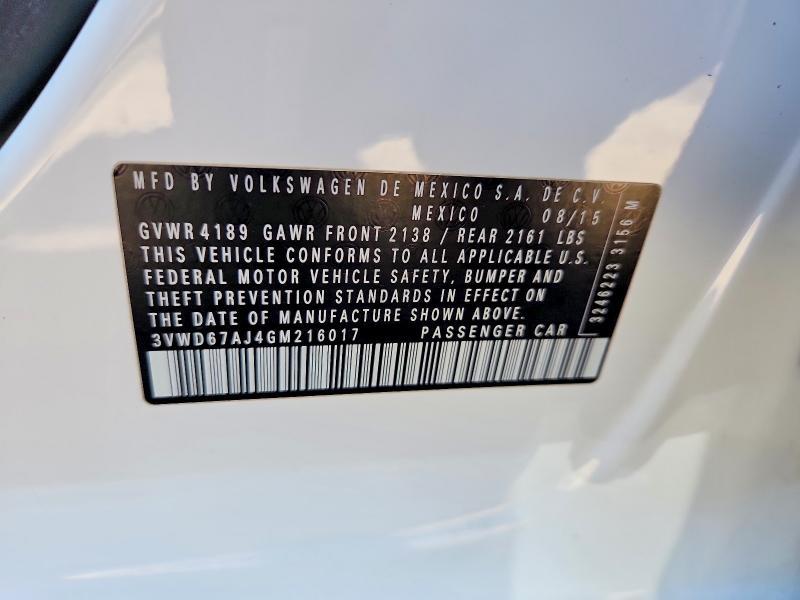 MFD BY VOLKSWAGEN DE MEXICO S.A. DE C.V.
MEXICO 08/15
GVWR 4189 GAWR FRONT 2138 / REAR 2161 LBS
THIS VEHICLE CONFORMS TO ALL APPLICABLE U.S.
FEDERAL MOTOR VEHICLE SAFETY, BUMPER AND
THEFT PREVENTION STANDARDS IN EFFECT ON
THE DATE OF MANUFACTURE SHOWN ABOVE.
3VWD67AJ4GM216017 PASSENGER CAR
3246223 3156 M